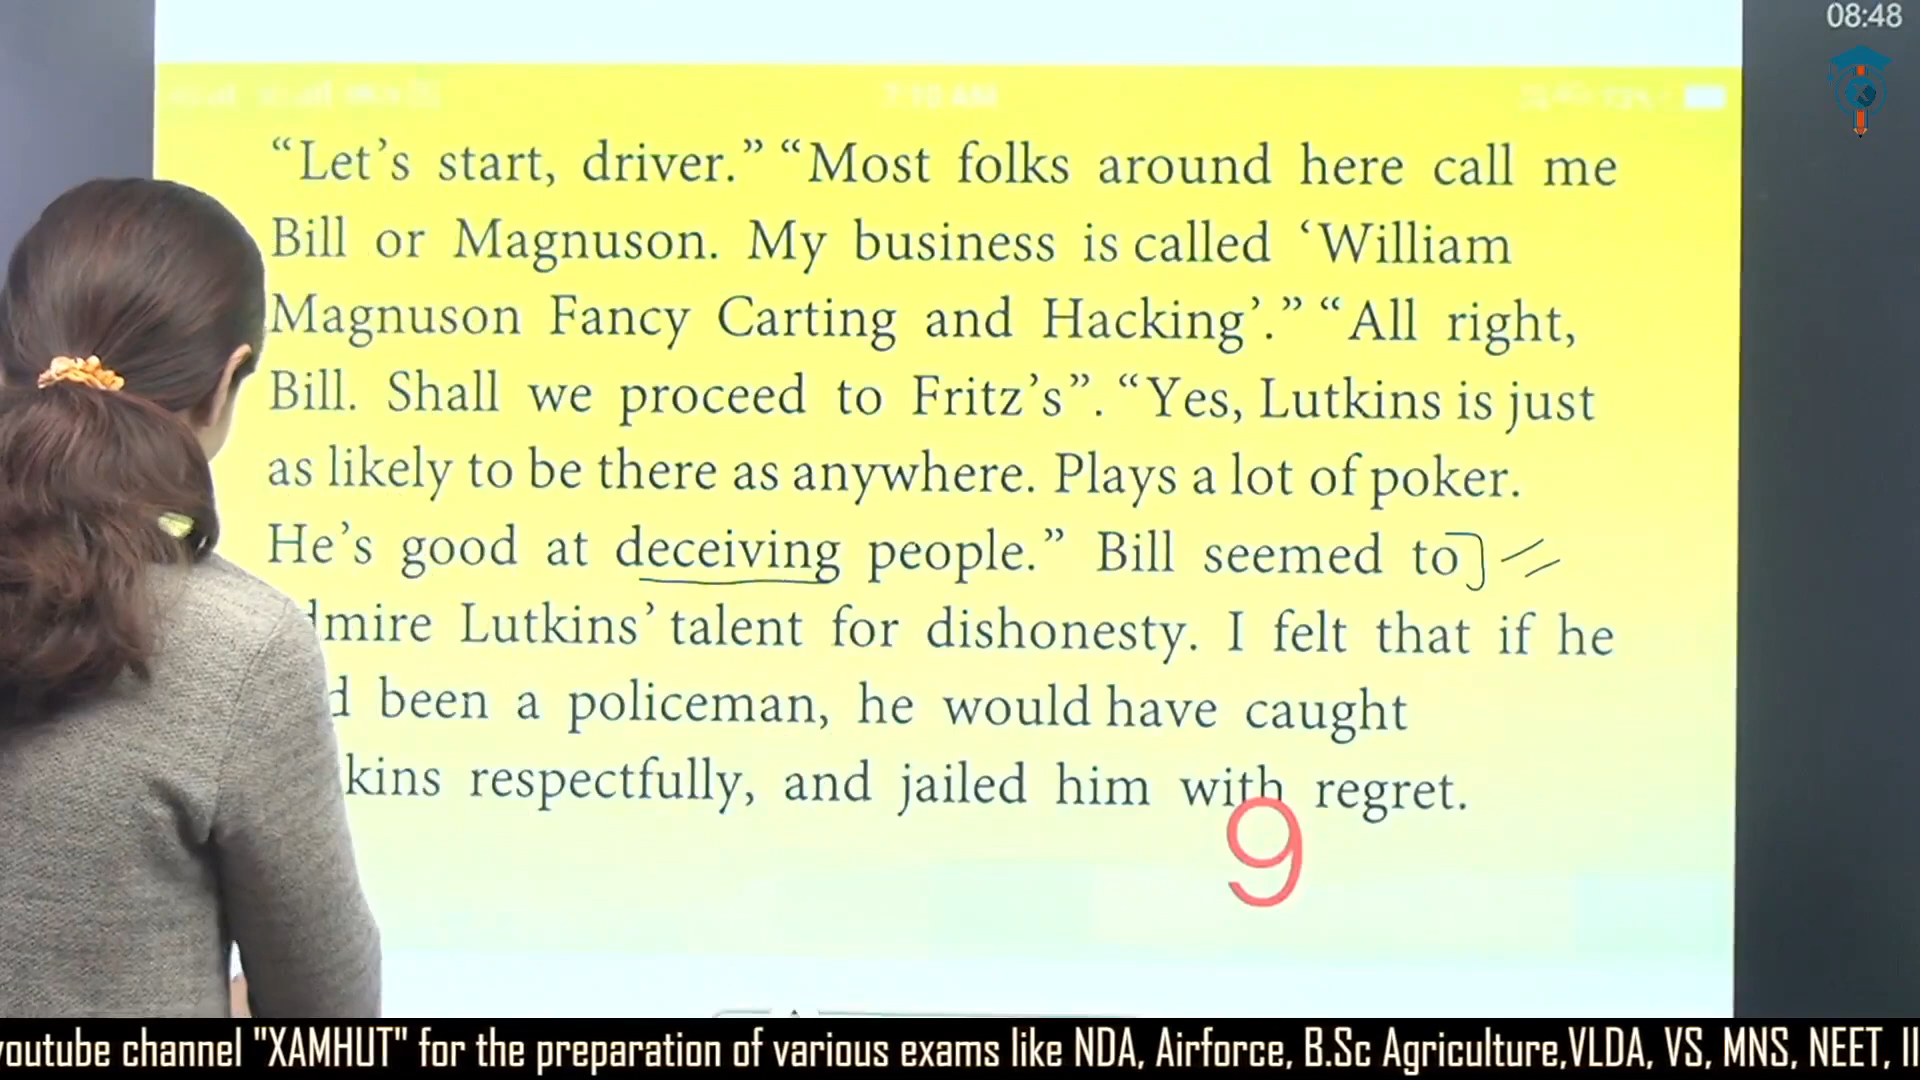 08:48
7:10 AM
“Let’s start, driver.” “Most folks around here call me
Bill or Magnuson. My business is called ‘William
Magnuson Fancy Carting and Hacking’.” “All right,
Bill. Shall we proceed to Fritz’s”. “Yes, Lutkins is just
as likely to be there as anywhere. Plays a lot of poker.
He’s good at deceiving people.” Bill seemed to
dmire Lutkins’ talent for dishonesty. I felt that if he
d been a policeman, he would have caught
kins respectfully, and jailed him with regret.
9
youtube channel "XAMHUT" for the preparation of various exams like NDA, Airforce, B.Sc Agriculture,VLDA, VS, MNS, NEET, II